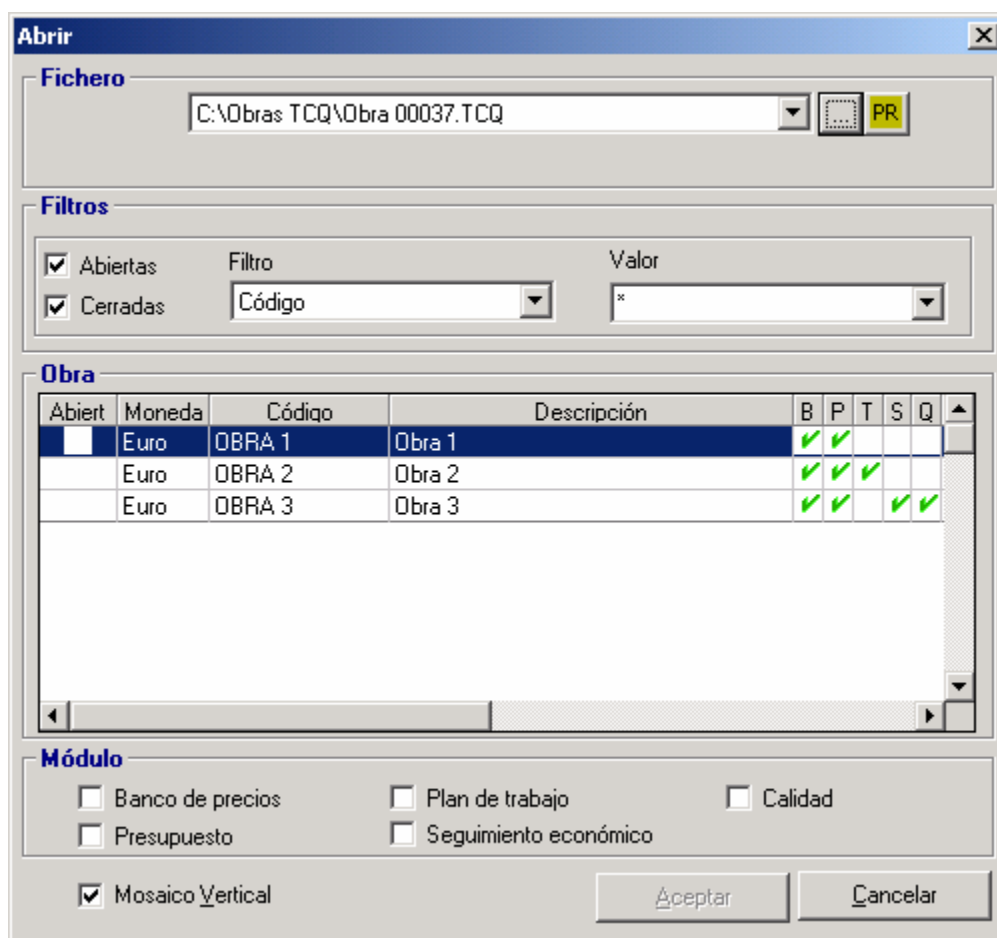 Abrir
Fichero
C:\Obras TCQ\Obra 00037.TCQ ... PR
Filtros
Abiertas Filtro Valor
Cerradas Código *
Obra
Abiert Moneda Código Descripción B P T S Q
Euro OBRA 1 Obra 1
Euro OBRA 2 Obra 2
Euro OBRA 3 Obra 3
Módulo
Banco de precios Plan de trabajo Calidad
Presupuesto Seguimiento económico
Mosaico Vertical Aceptar Cancelar